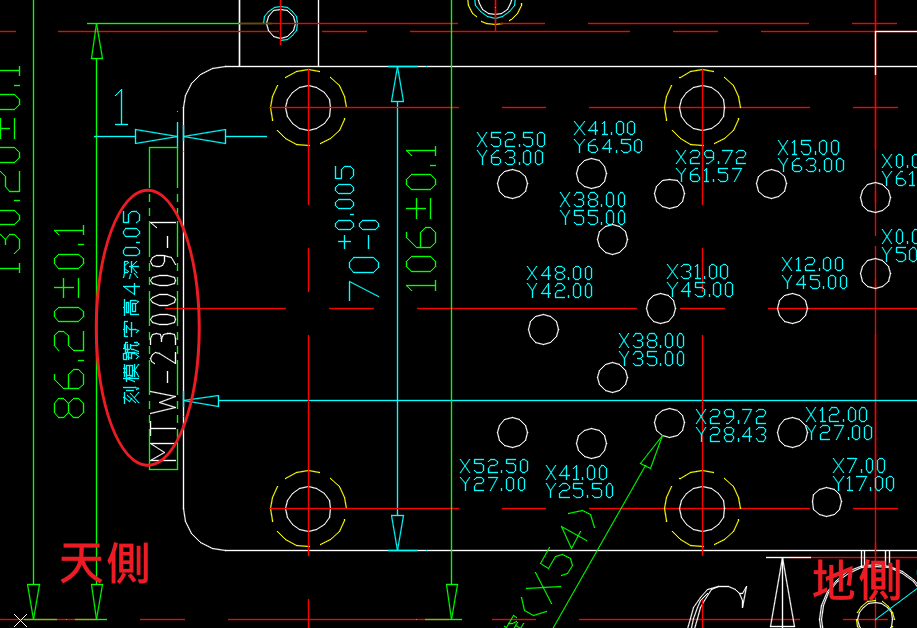 130.20±0.1
86.20±0.1
1
刻模號字高4深0.05
MTW-230009-1
+0.005
70-0
106±0.1
X52.50
Y63.00
X41.00
Y64.50
X29.72
Y61.57
X15.00
Y63.00
X0.0
Y61
X38.00
Y55.00
X0.0
Y50
X48.00
Y42.00
X31.00
Y45.00
X12.00
Y45.00
X38.00
Y35.00
X29.72
Y28.43
X12.00
Y27.00
X52.50
Y27.00
X41.00
Y25.50
X7.00
Y17.00
(X54)
天側
地側